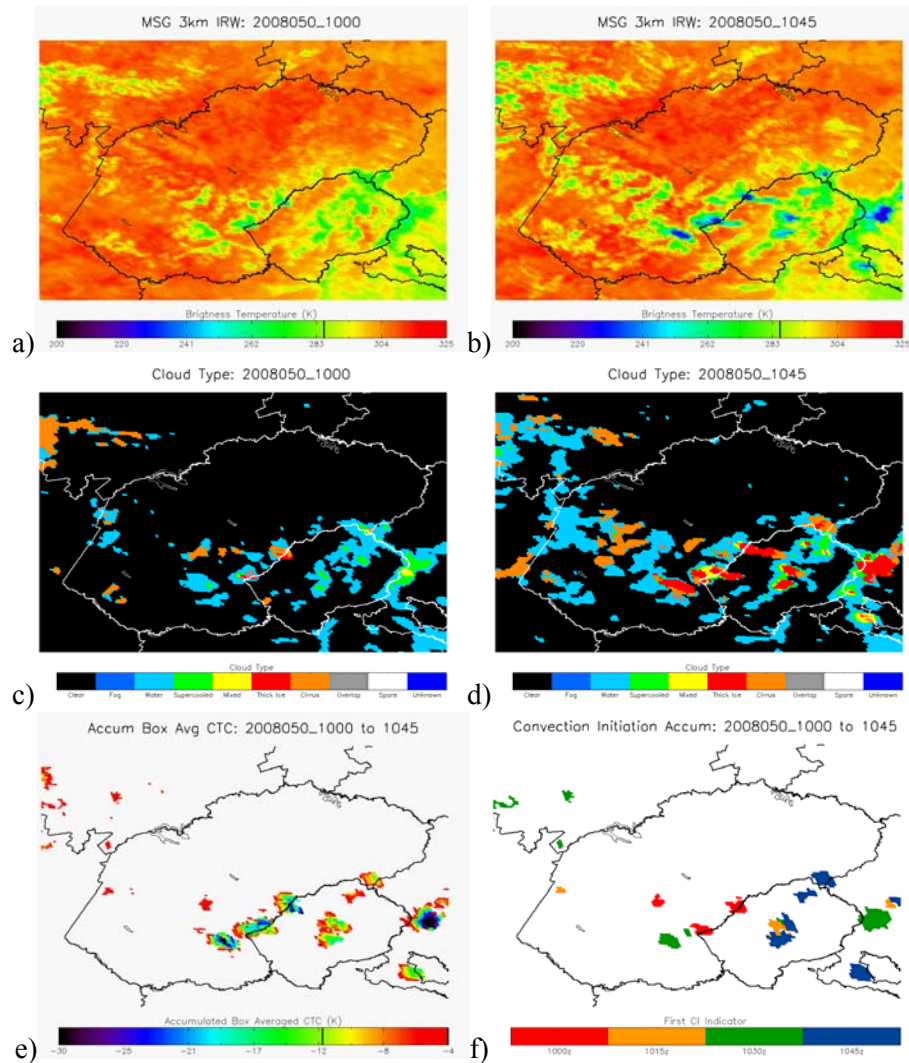 MSG 3km IRW: 2008050_1000
MSG 3km IRW: 2008050_1045
Brigtness Temperature (K)
200 220 241 262 283 304 325
Brigtness Temperature (K)
200 220 241 262 283 304 325
a)
b)
Cloud Type: 2008050_1000
Cloud Type: 2008050_1045
Cloud Type
Clear Fog Water Supercooled Mixed Thick Ice Cirrus Overlap Spare Unknown
Cloud Type
Clear Fog Water Supercooled Mixed Thick Ice Cirrus Overlap Spare Unknown
c)
d)
Accum Box Avg CTC: 2008050_1000 to 1045
Convection Initiation Accum: 2008050_1000 to 1045
Accumulated Box Averaged CTC (K)
-30 -25 -21 -17 -12 -8 -4
First CI Indicator
1000z 1015z 1030z 1045z
e)
f)